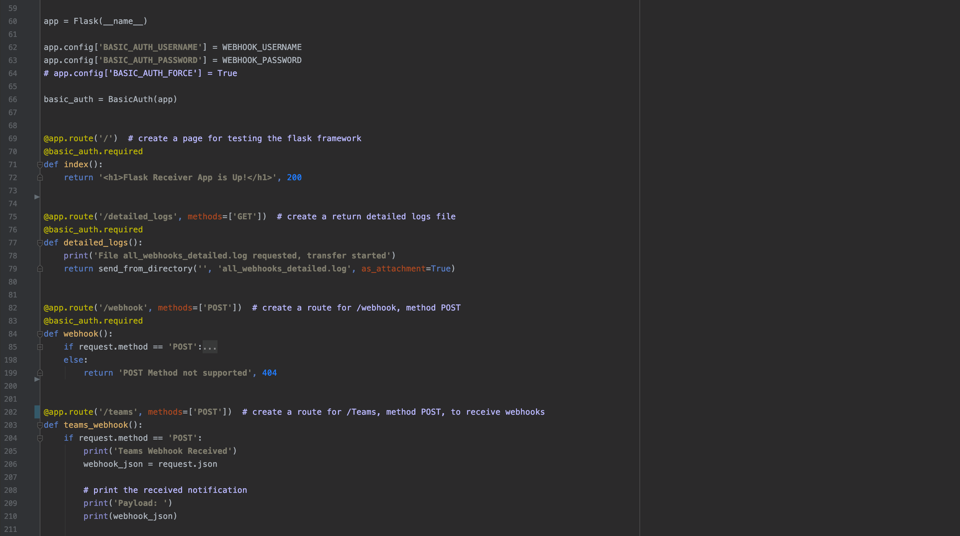 59
60 app = Flask(__name__)
61
62 app.config['BASIC_AUTH_USERNAME'] = WEBHOOK_USERNAME
63 app.config['BASIC_AUTH_PASSWORD'] = WEBHOOK_PASSWORD
64 # app.config['BASIC_AUTH_FORCE'] = True
65
66 basic_auth = BasicAuth(app)
67
68
69 @app.route('/')  # create a page for testing the flask framework
70 @basic_auth.required
71 def index():
72     return '<h1>Flask Receiver App is Up!</h1>', 200
73
74
75 @app.route('/detailed_logs', methods=['GET'])  # create a return detailed logs file
76 @basic_auth.required
77 def detailed_logs():
78     print('File all_webhooks_detailed.log requested, transfer started')
79     return send_from_directory('', 'all_webhooks_detailed.log', as_attachment=True)
80
81
82 @app.route('/webhook', methods=['POST'])  # create a route for /webhook, method POST
83 @basic_auth.required
84 def webhook():
85     if request.method == 'POST':...
198     else:
199         return 'POST Method not supported', 404
200
201
202 @app.route('/teams', methods=['POST'])  # create a route for /Teams, method POST, to receive webhooks
203 def teams_webhook():
204     if request.method == 'POST':
205         print('Teams Webhook Received')
206         webhook_json = request.json
207
208         # print the received notification
209         print('Payload: ')
210         print(webhook_json)
211